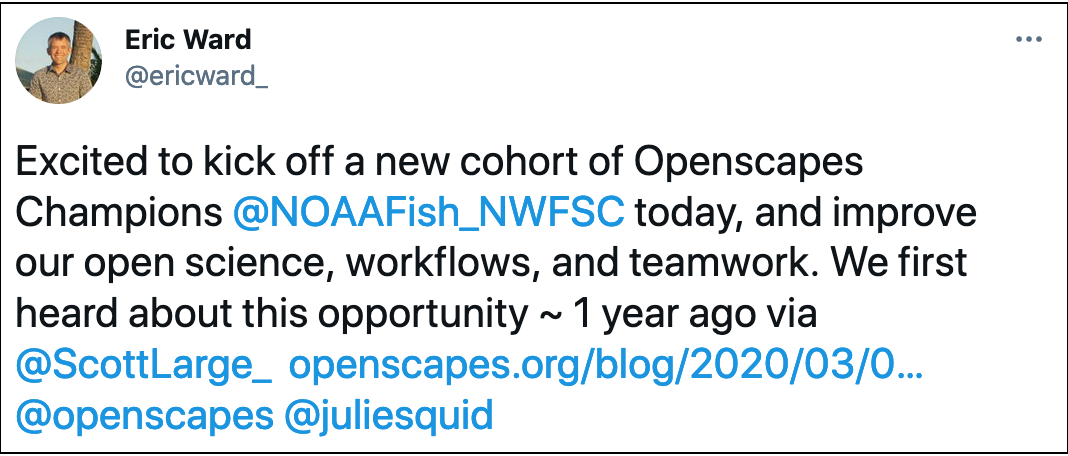 Eric Ward
@ericward_
Excited to kick off a new cohort of Openscapes
Champions @NOAAFish_NWFSC today, and improve
our open science, workflows, and teamwork. We first
heard about this opportunity ~ 1 year ago via
@ScottLarge_ openscapes.org/blog/2020/03/0...
@openscapes @juliesquid